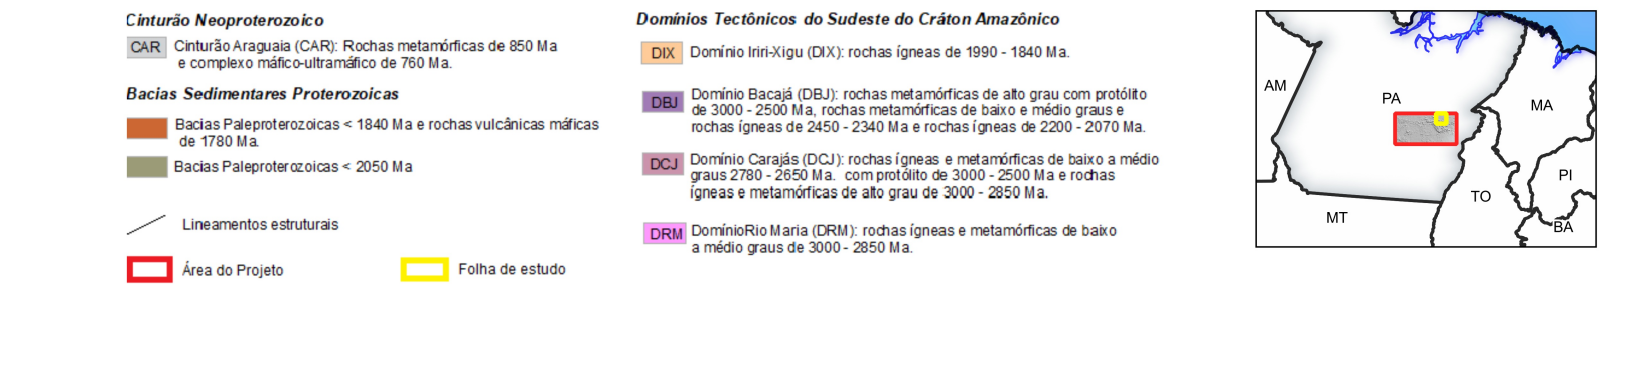 Cinturão Neoproterozoico
CAR
Cinturão Araguaia (CAR): Rochas metamórficas de 850 Ma
e complexo máfico-ultramáfico de 760 Ma.
Bacias Sedimentares Proterozoicas
Bacias Paleproterozoicas < 1840 Ma e rochas vulcânicas máficas
de 1780 Ma.
Bacias Paleproterozoicas < 2050 Ma
Lineamentos estruturais
Área do Projeto
Folha de estudo
Domínios Tectônicos do Sudeste do Cráton Amazônico
DIX
Domínio Iriri-Xigu (DIX): rochas ígneas de 1990 - 1840 Ma.
DBJ
Domínio Bacajá (DBJ): rochas metamórficas de alto grau com protólito
de 3000 - 2500 Ma, rochas metamórficas de baixo e médio graus e
rochas ígneas de 2450 - 2340 Ma e rochas ígneas de 2200 - 2070 Ma.
DCJ
Domínio Carajás (DCJ): rochas ígneas e metamórficas de baixo a médio
graus 2780 - 2650 Ma. com protólito de 3000 - 2500 Ma e rochas
ígneas e metamórficas de alto grau de 3000 - 2850 Ma.
DRM
DomínioRio Maria (DRM): rochas ígneas e metamórficas de baixo
a médio graus de 3000 - 2850 Ma.
AM
PA
MA
PI
TO
MT
BA